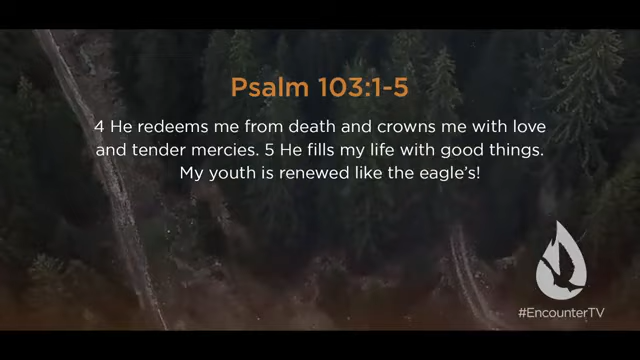 Psalm 103:1-5
4 He redeems me from death and crowns me with love
and tender mercies. 5 He fills my life with good things.
My youth is renewed like the eagle's!
#EncounterTV